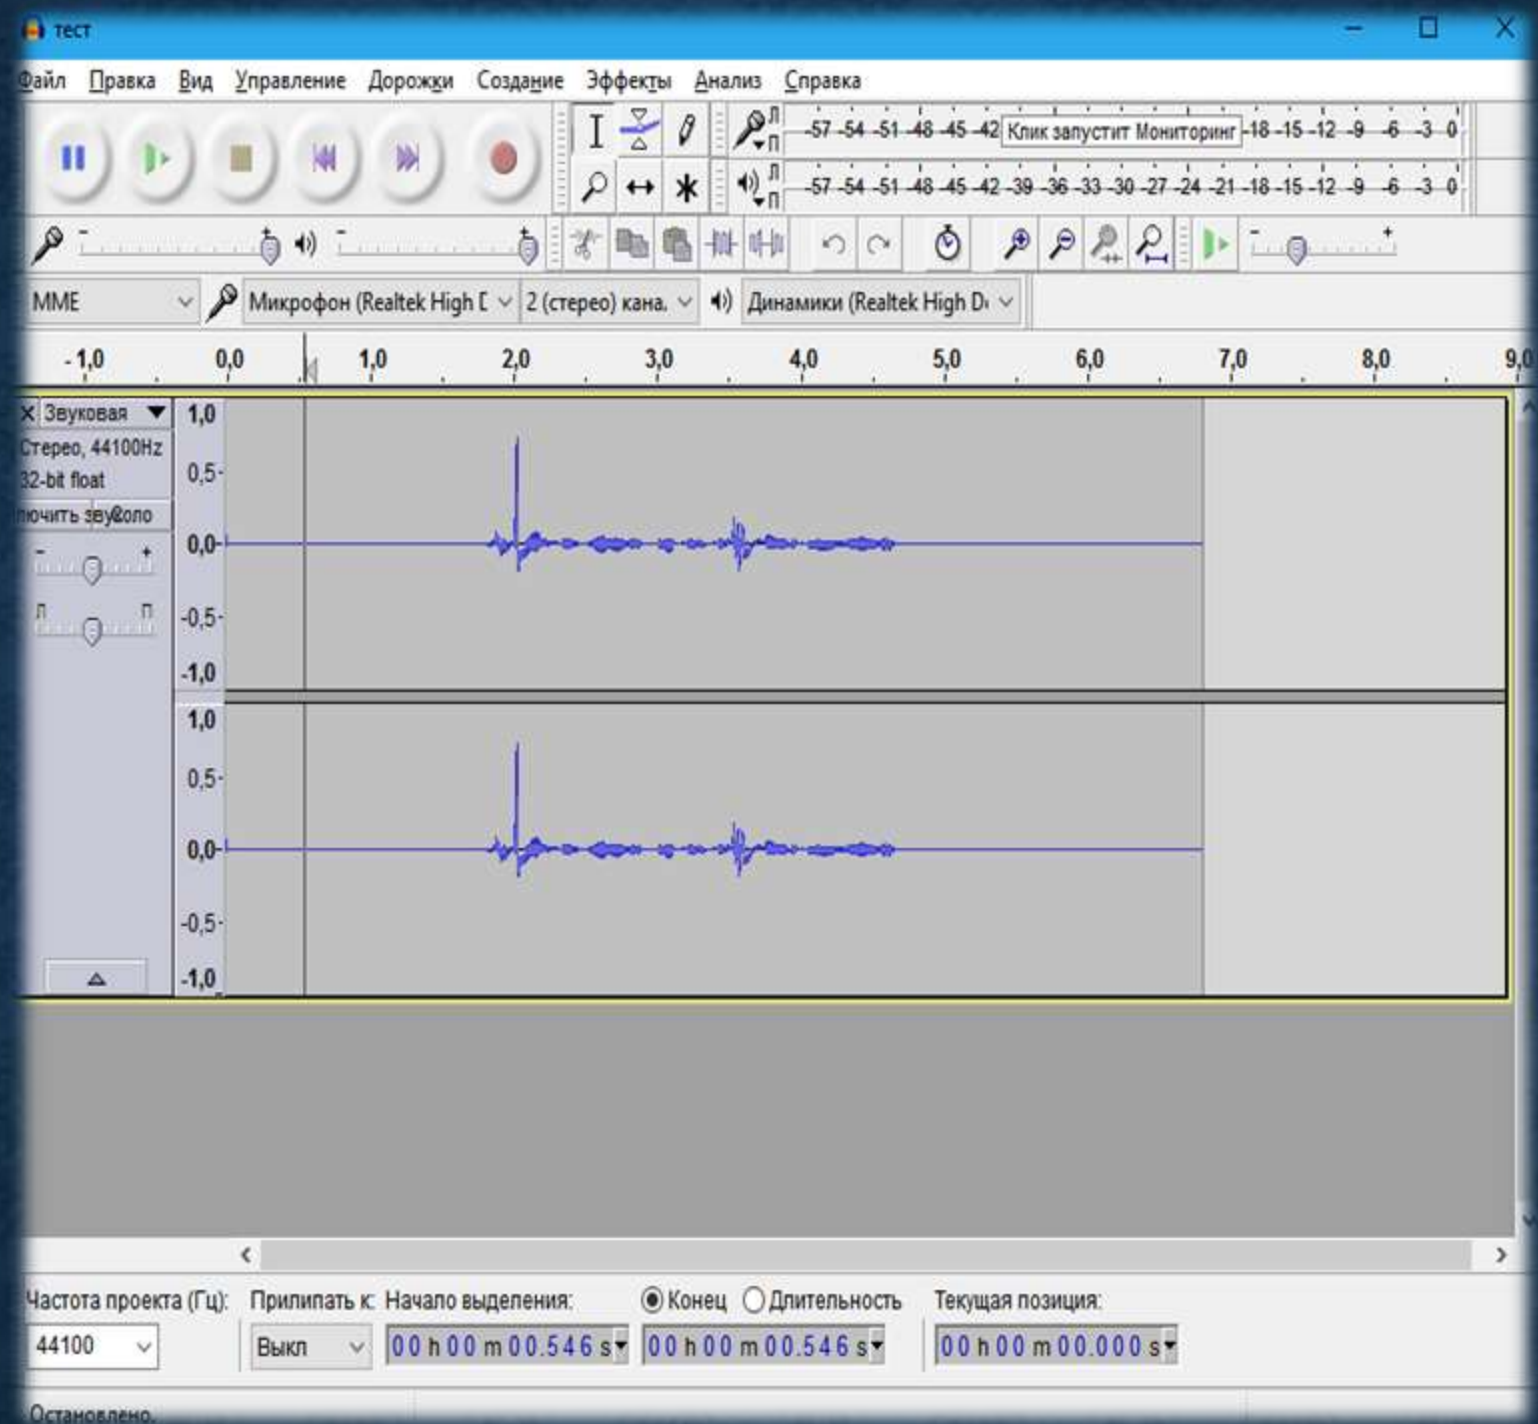 тест
Файл Правка Вид Управление Дорожки Создание Эффекты Анализ Справка
Л
П
-57 -54 -51 -48 -45 -42 Клик запустит Мониторинг -18 -15 -12 -9 -6 -3 0
Л
П
-57 -54 -51 -48 -45 -42 -39 -36 -33 -30 -27 -24 -21 -18 -15 -12 -9 -6 -3 0
- + - + - +
MME Микрофон (Realtek High 2 (стерео) кана. Динамики (Realtek High D
- 1,0 0,0 1,0 2,0 3,0 4,0 5,0 6,0 7,0 8,0 9,0
X Звуковая 1,0
Стерео, 44100Hz
0,5
32-bit float
лючить звук соло
0,0
- +
Л П
-0,5
-1,0
1,0
0,5
0,0
-0,5
-1,0
Частота проекта (Гц): Прилипать к: Начало выделения: Конец Длительность Текущая позиция:
44100 Выкл 00 h 00 m 00.546 s 00 h 00 m 00.546 s 00 h 00 m 00.000 s
Остановлено.